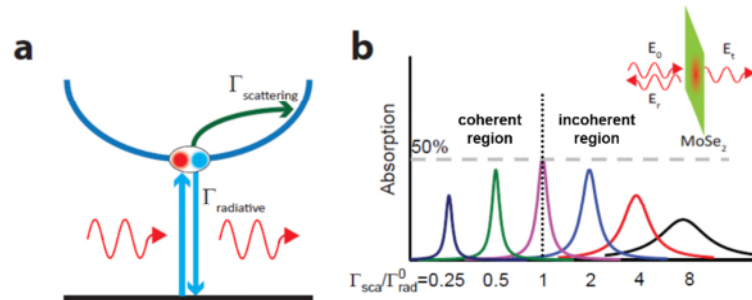 a
Γscattering
Γradiative
b
E0
Et
Er
MoSe2
coherent region
incoherent region
50%
Absorption
Γsca/Γ⁰rad=0.25 0.5 1 2 4 8